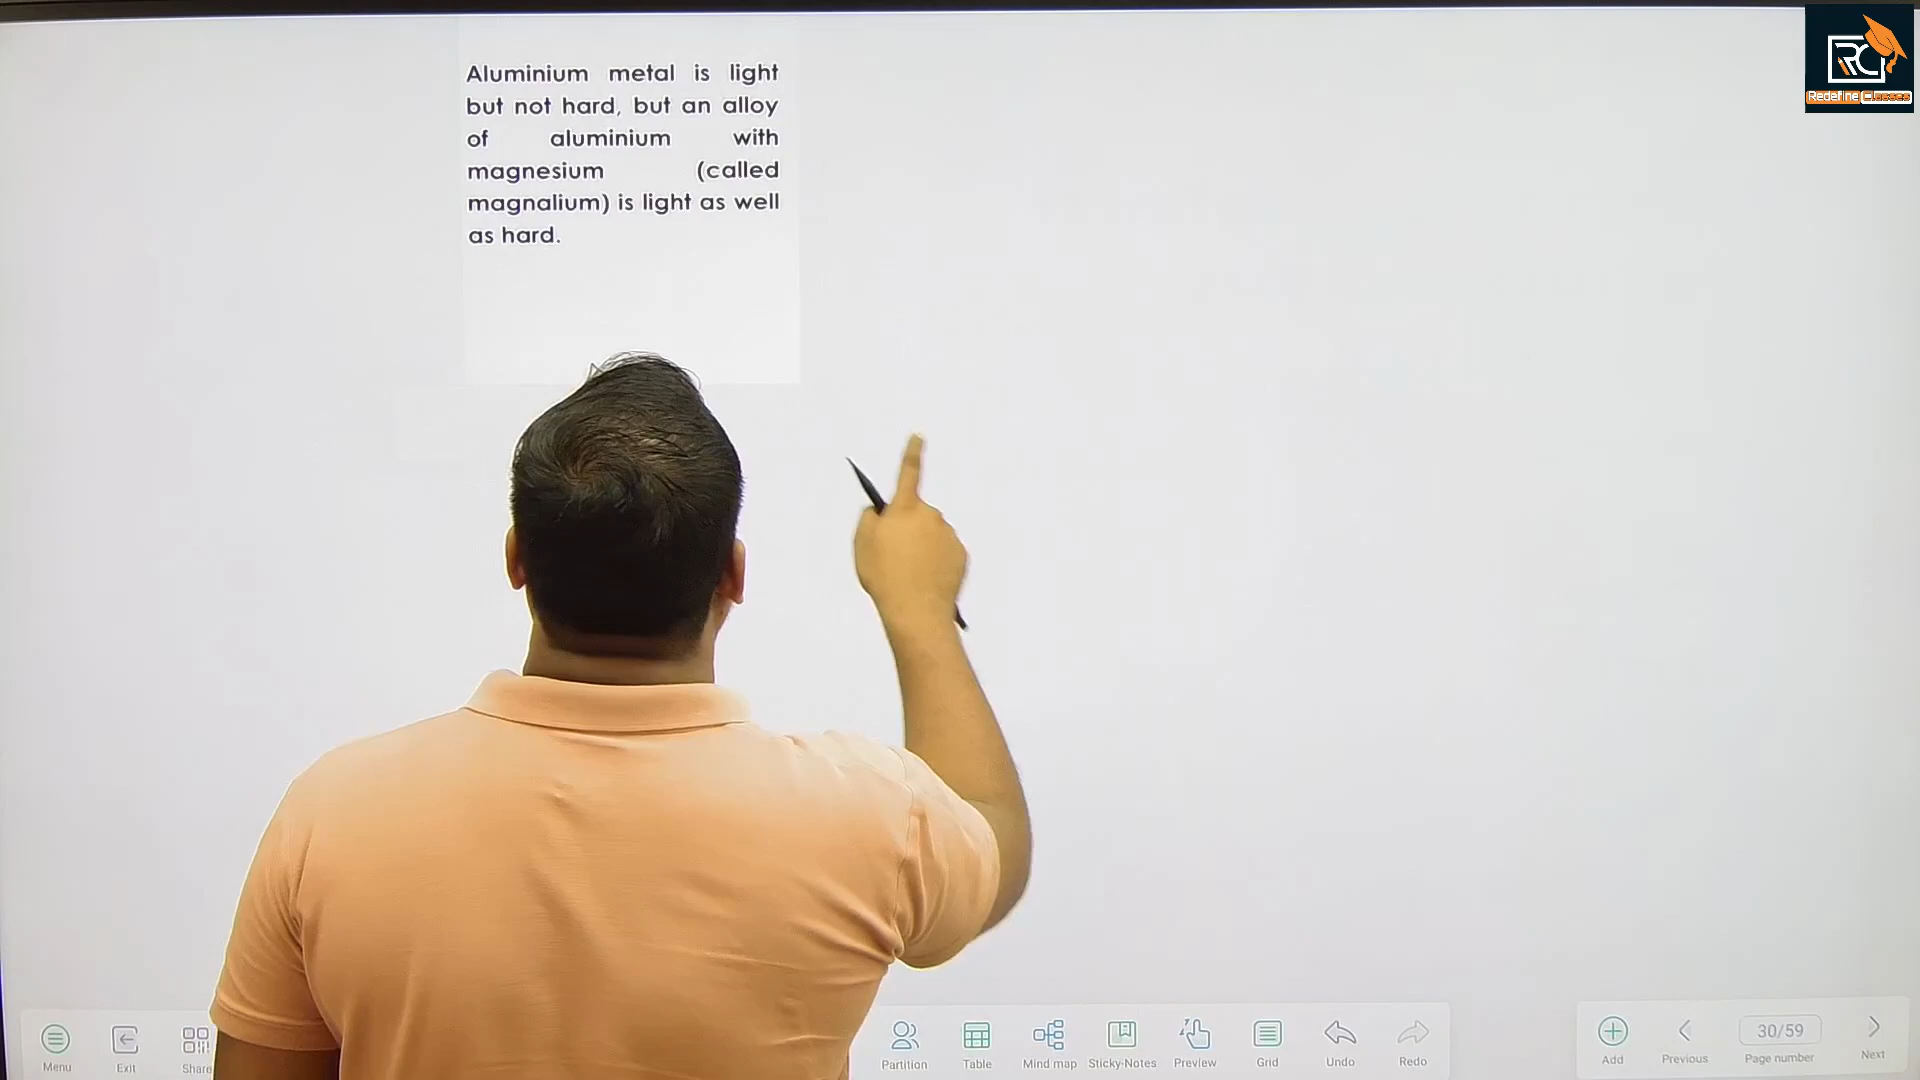 Aluminium metal is light
but not hard, but an alloy
of aluminium with
magnesium (called
magnalium) is light as well
as hard.
RC
Redefine Classes
Menu
Exit
Share
Partition
Table
Mind map
Sticky-Notes
Preview
Grid
Undo
Redo
Add
Previous
30/59
Page number
Next